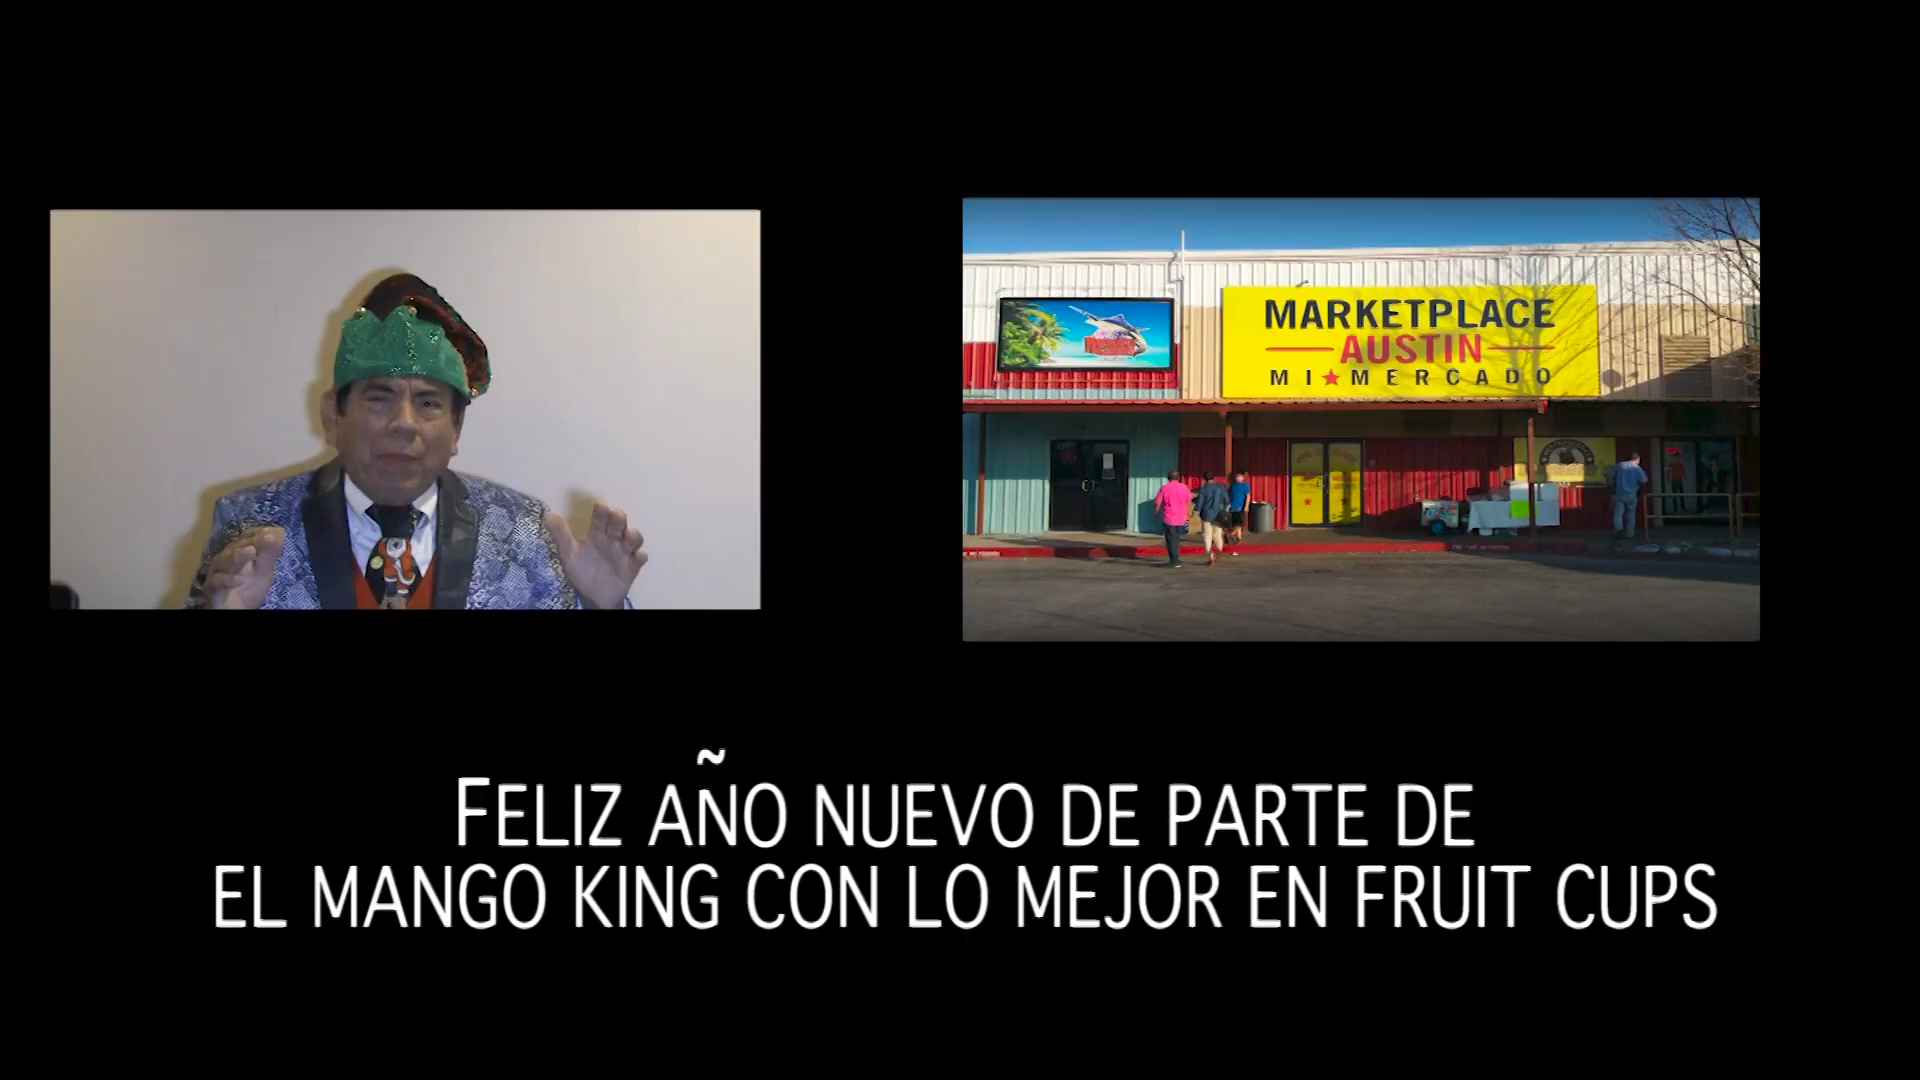 MARKETPLACE
AUSTIN
MI★MERCADO
FELIZ AÑO NUEVO DE PARTE DE
EL MANGO KING CON LO MEJOR EN FRUIT CUPS